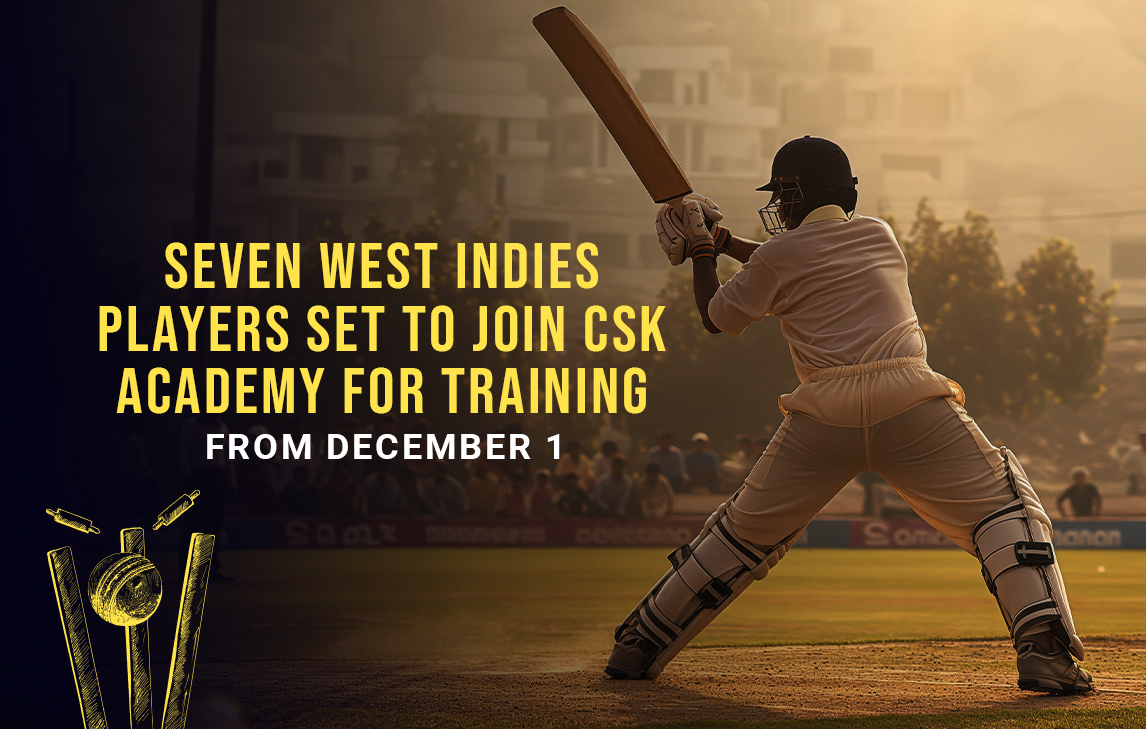 SEVEN WEST INDIES
PLAYERS SET TO JOIN CSK
ACADEMY FOR TRAINING
FROM DECEMBER 1